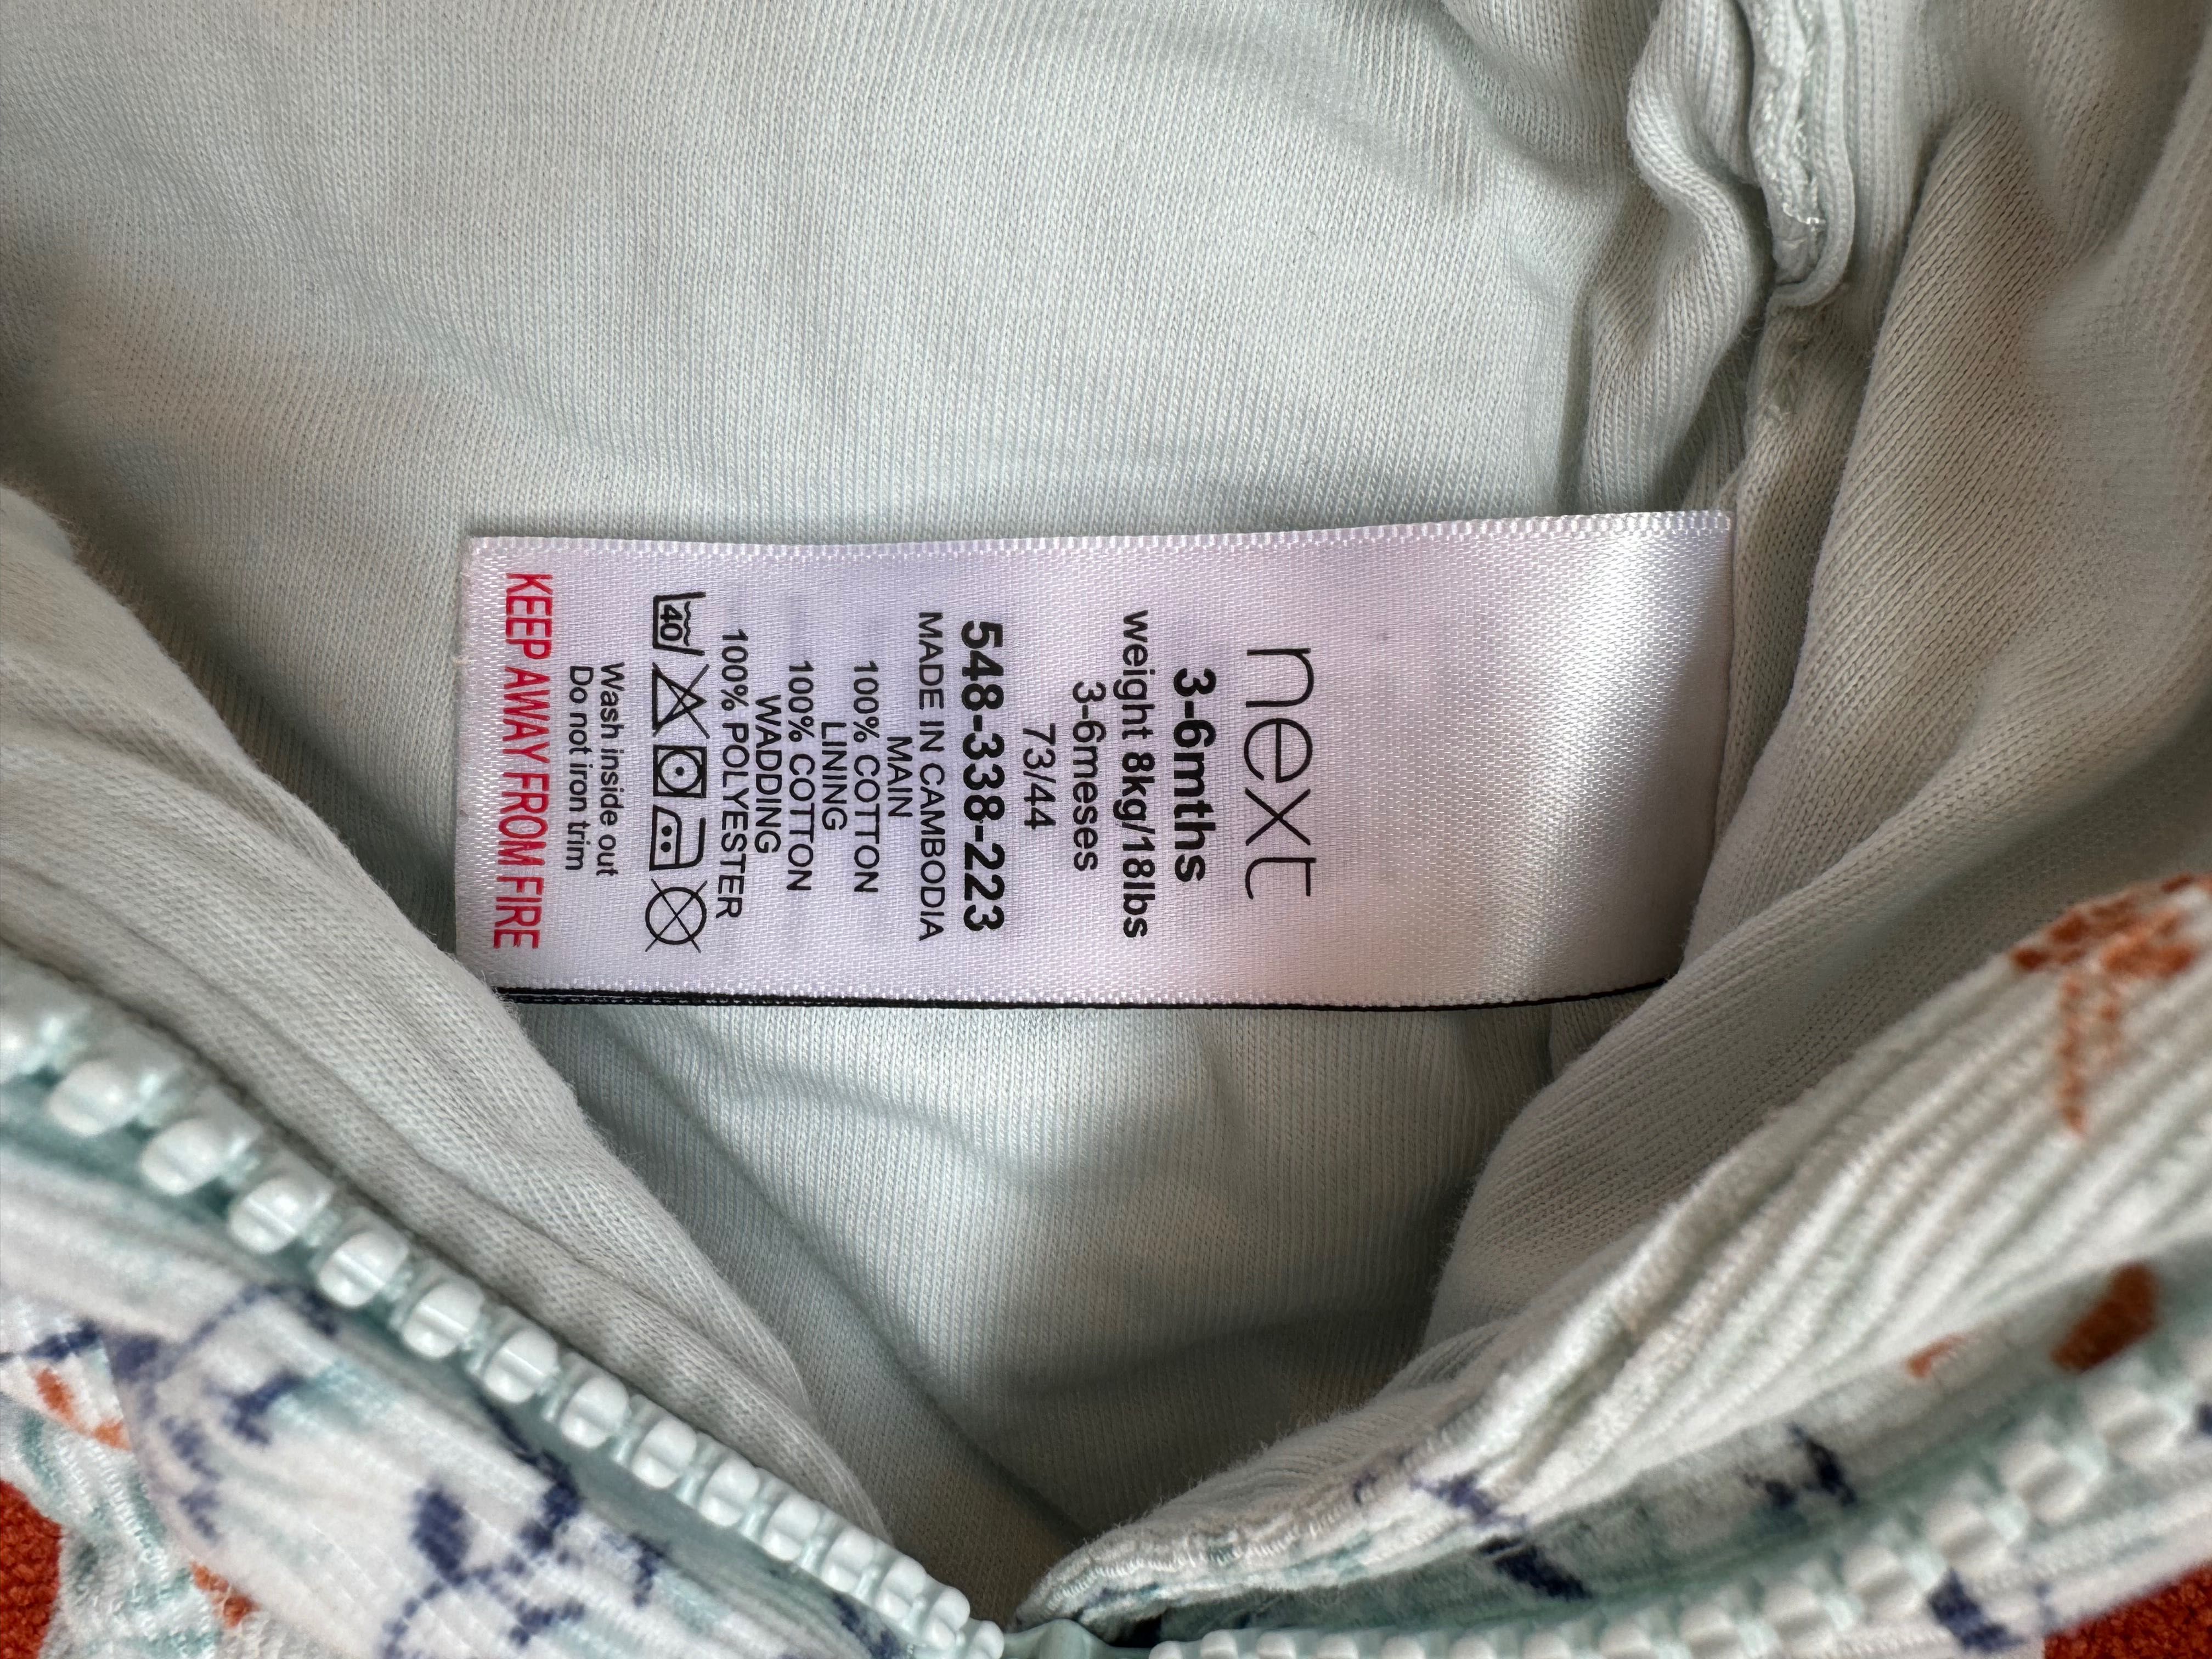 next
3-6mths
weight 8kg/18lbs
3-6meses
73/44
548-338-223
MADE IN CAMBODIA
MAIN
100% COTTON
LINING
100% COTTON
WADDING
100% POLYESTER
40
Wash inside out
Do not iron trim
KEEP AWAY FROM FIRE